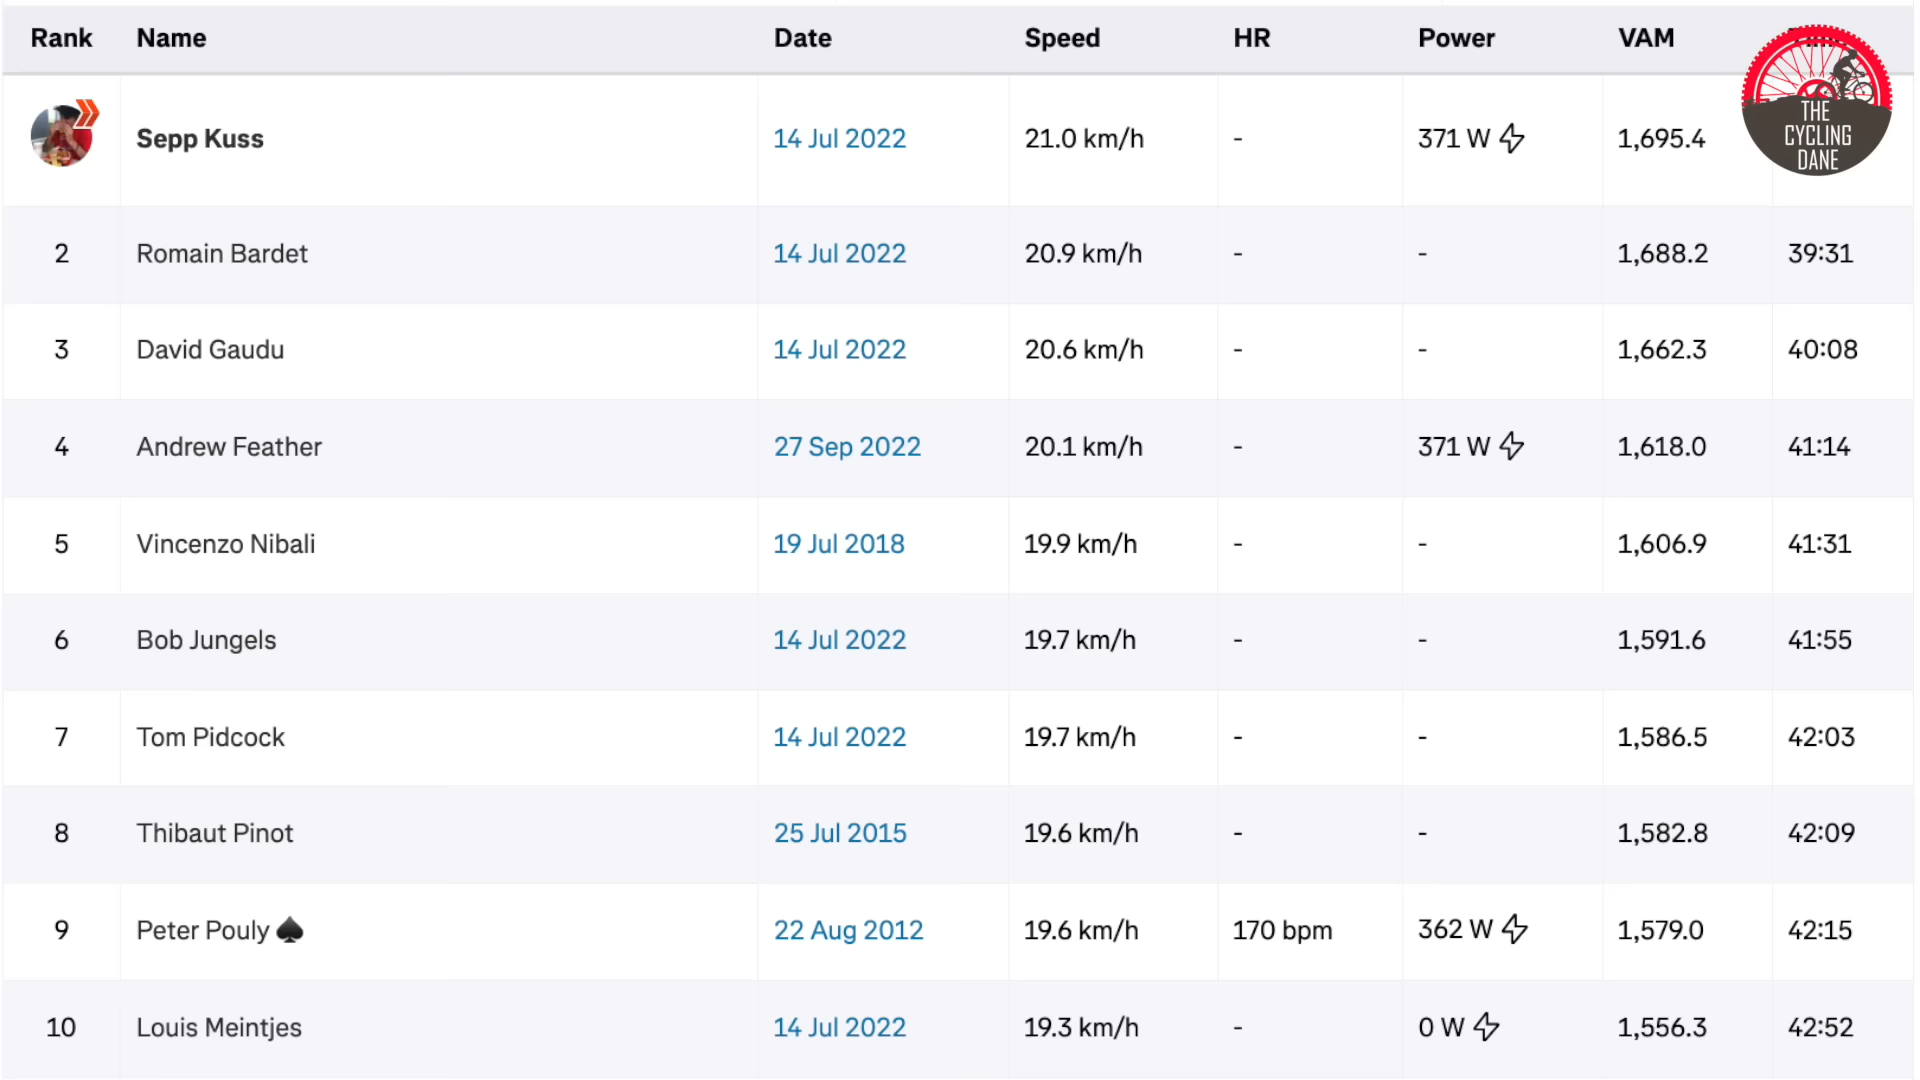 Rank Name Date Speed HR Power VAM
Sepp Kuss 14 Jul 2022 21.0 km/h - 371 W 1,695.4
THE
CYCLING
DANE
2 Romain Bardet 14 Jul 2022 20.9 km/h - - 1,688.2 39:31
3 David Gaudu 14 Jul 2022 20.6 km/h - - 1,662.3 40:08
4 Andrew Feather 27 Sep 2022 20.1 km/h - 371 W 1,618.0 41:14
5 Vincenzo Nibali 19 Jul 2018 19.9 km/h - - 1,606.9 41:31
6 Bob Jungels 14 Jul 2022 19.7 km/h - - 1,591.6 41:55
7 Tom Pidcock 14 Jul 2022 19.7 km/h - - 1,586.5 42:03
8 Thibaut Pinot 25 Jul 2015 19.6 km/h - - 1,582.8 42:09
9 Peter Pouly ♠ 22 Aug 2012 19.6 km/h 170 bpm 362 W 1,579.0 42:15
10 Louis Meintjes 14 Jul 2022 19.3 km/h - 0 W 1,556.3 42:52